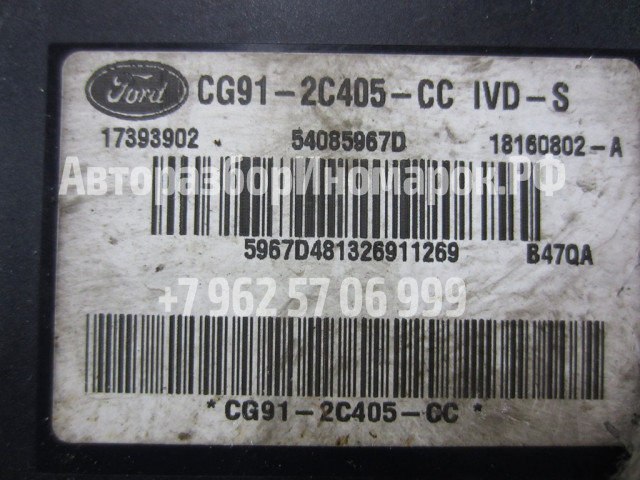 Ford CG91-2C405-CC IVD-S
17393902 54085967D 18160802-A
АвторазборИномарок.РФ
5967D481326911269 B47QA
+7 962 57 06 999
*CG91-2C405-CC*